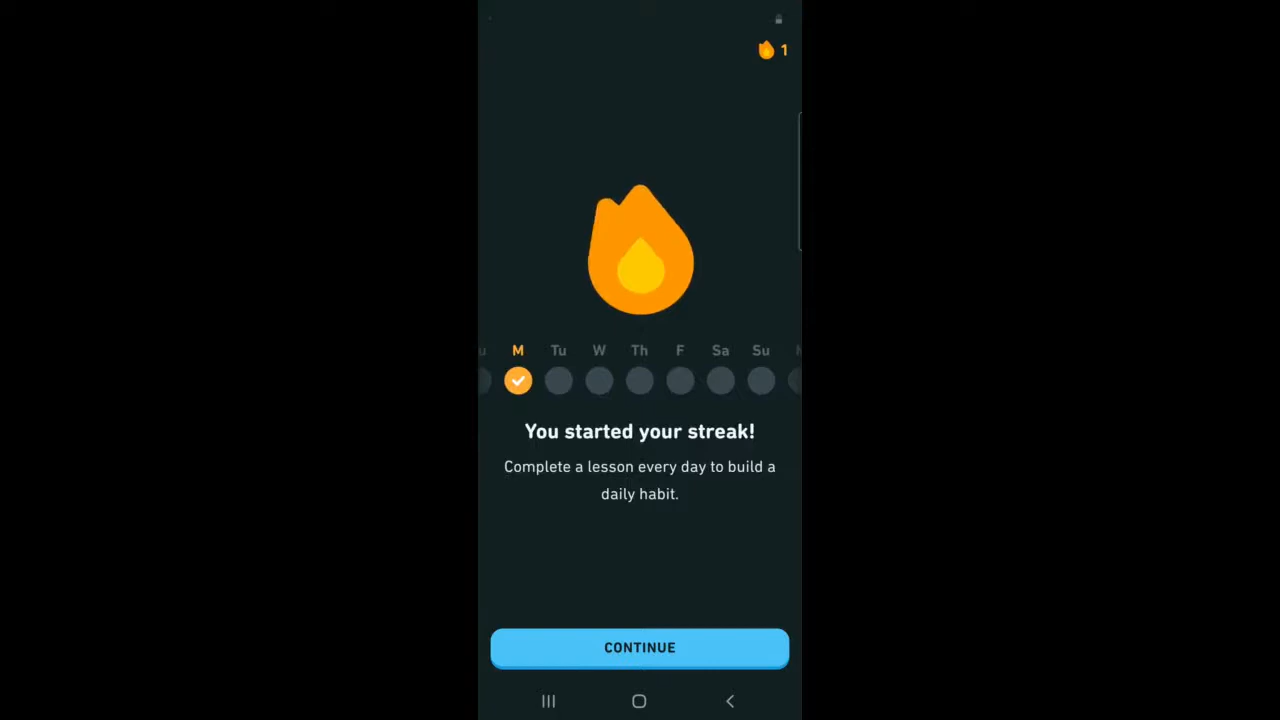 1
M Tu W Th F Sa Su
You started your streak!
Complete a lesson every day to build a
daily habit.
CONTINUE